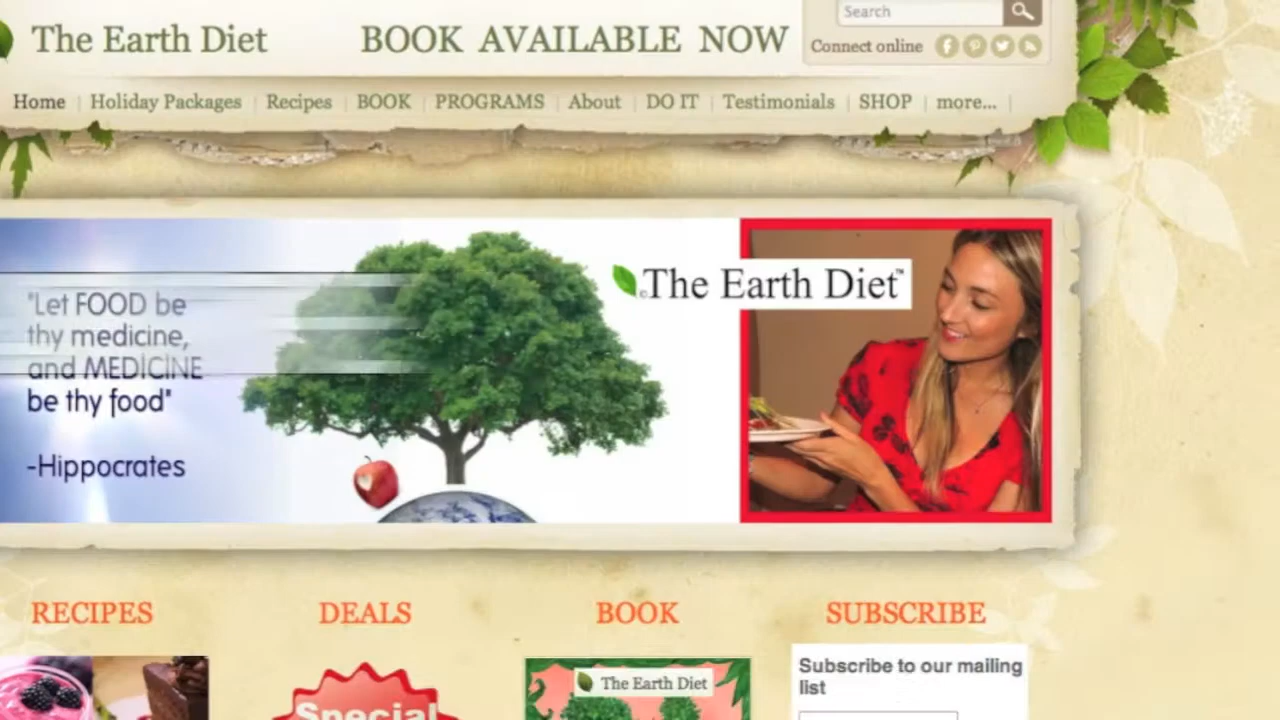 The Earth Diet
BOOK AVAILABLE NOW
Search
Connect online
Home Holiday Packages Recipes BOOK PROGRAMS About DO IT Testimonials SHOP more...
"Let FOOD be
thy medicine,
and MEDICINE
be thy food"
-Hippocrates
©The Earth Diet™
RECIPES
DEALS
BOOK
SUBSCRIBE
Special
The Earth Diet
Subscribe to our mailing
list